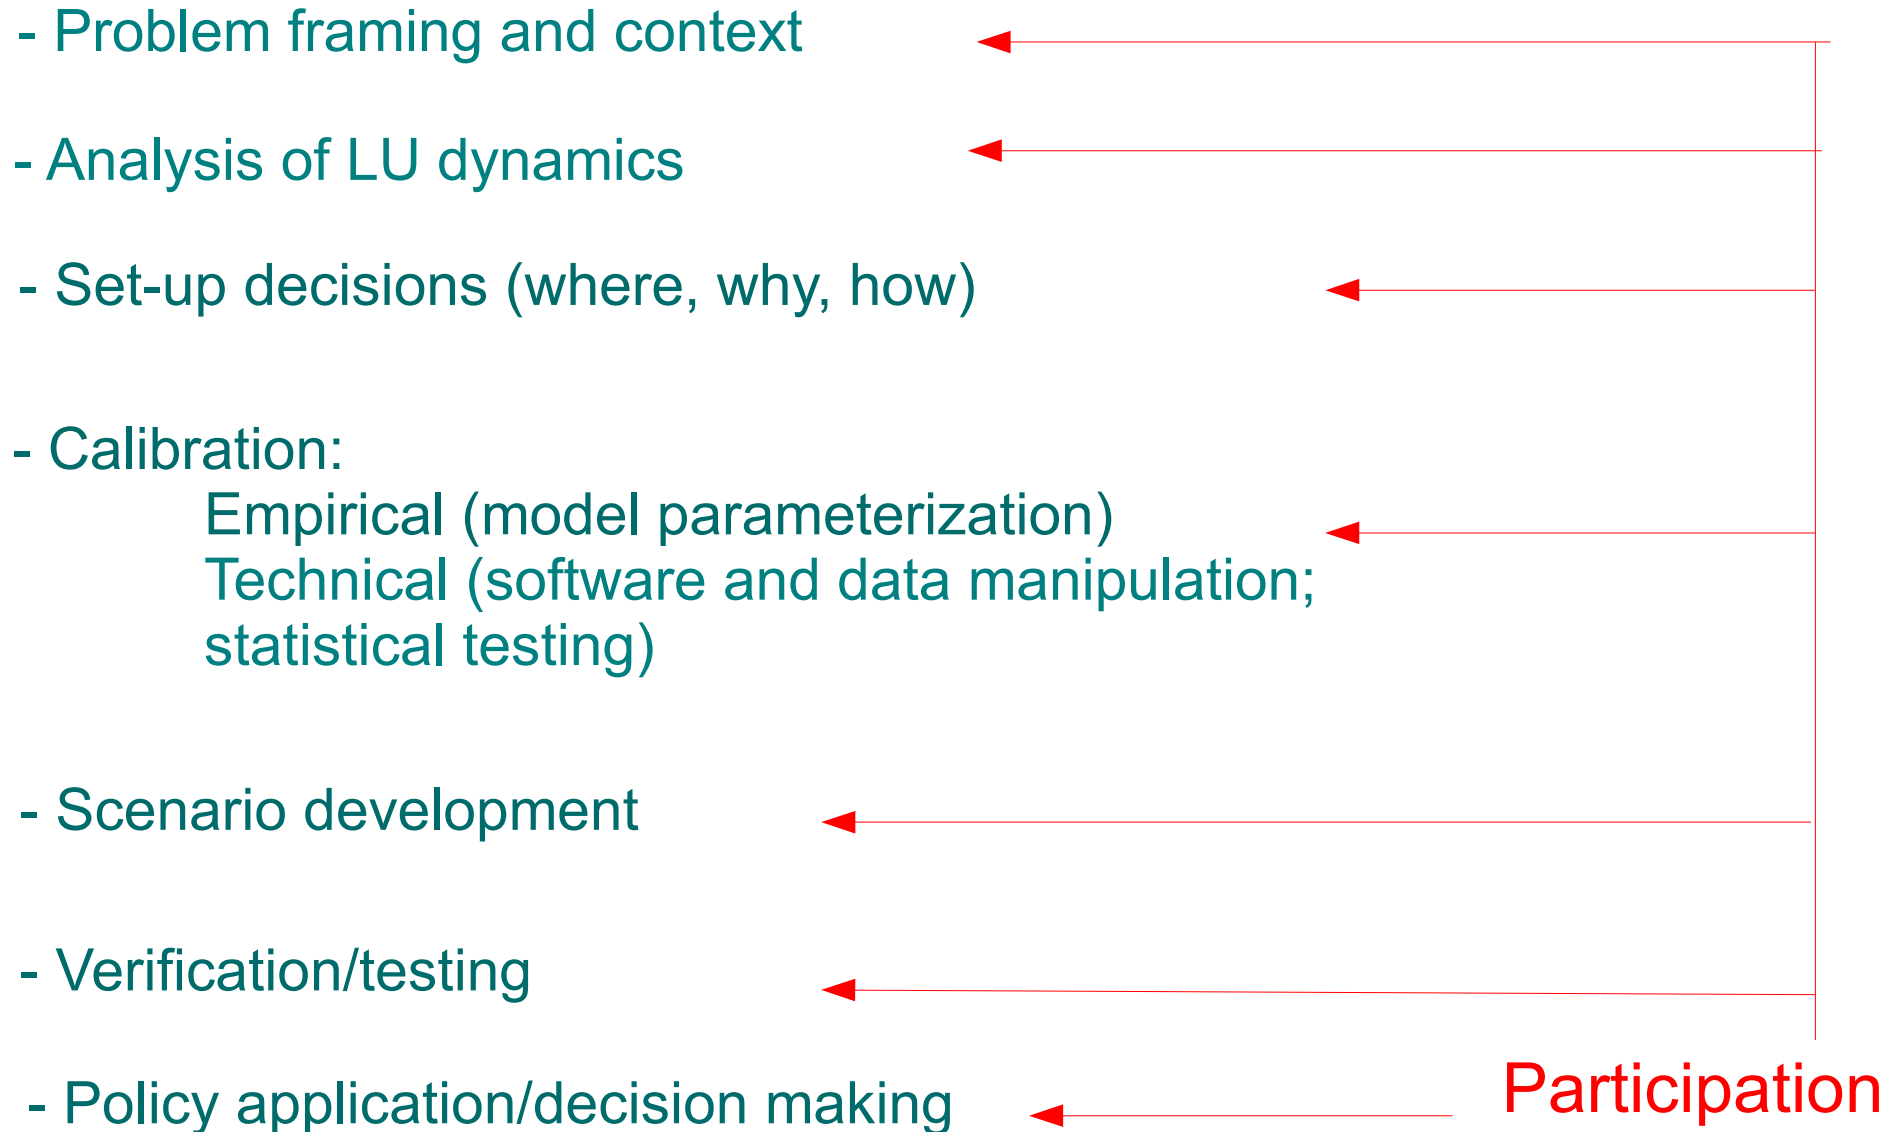 - Problem framing and context
- Analysis of LU dynamics
- Set-up decisions (where, why, how)
- Calibration:
Empirical (model parameterization)
Technical (software and data manipulation;
statistical testing)
- Scenario development
- Verification/testing
- Policy application/decision making
Participation